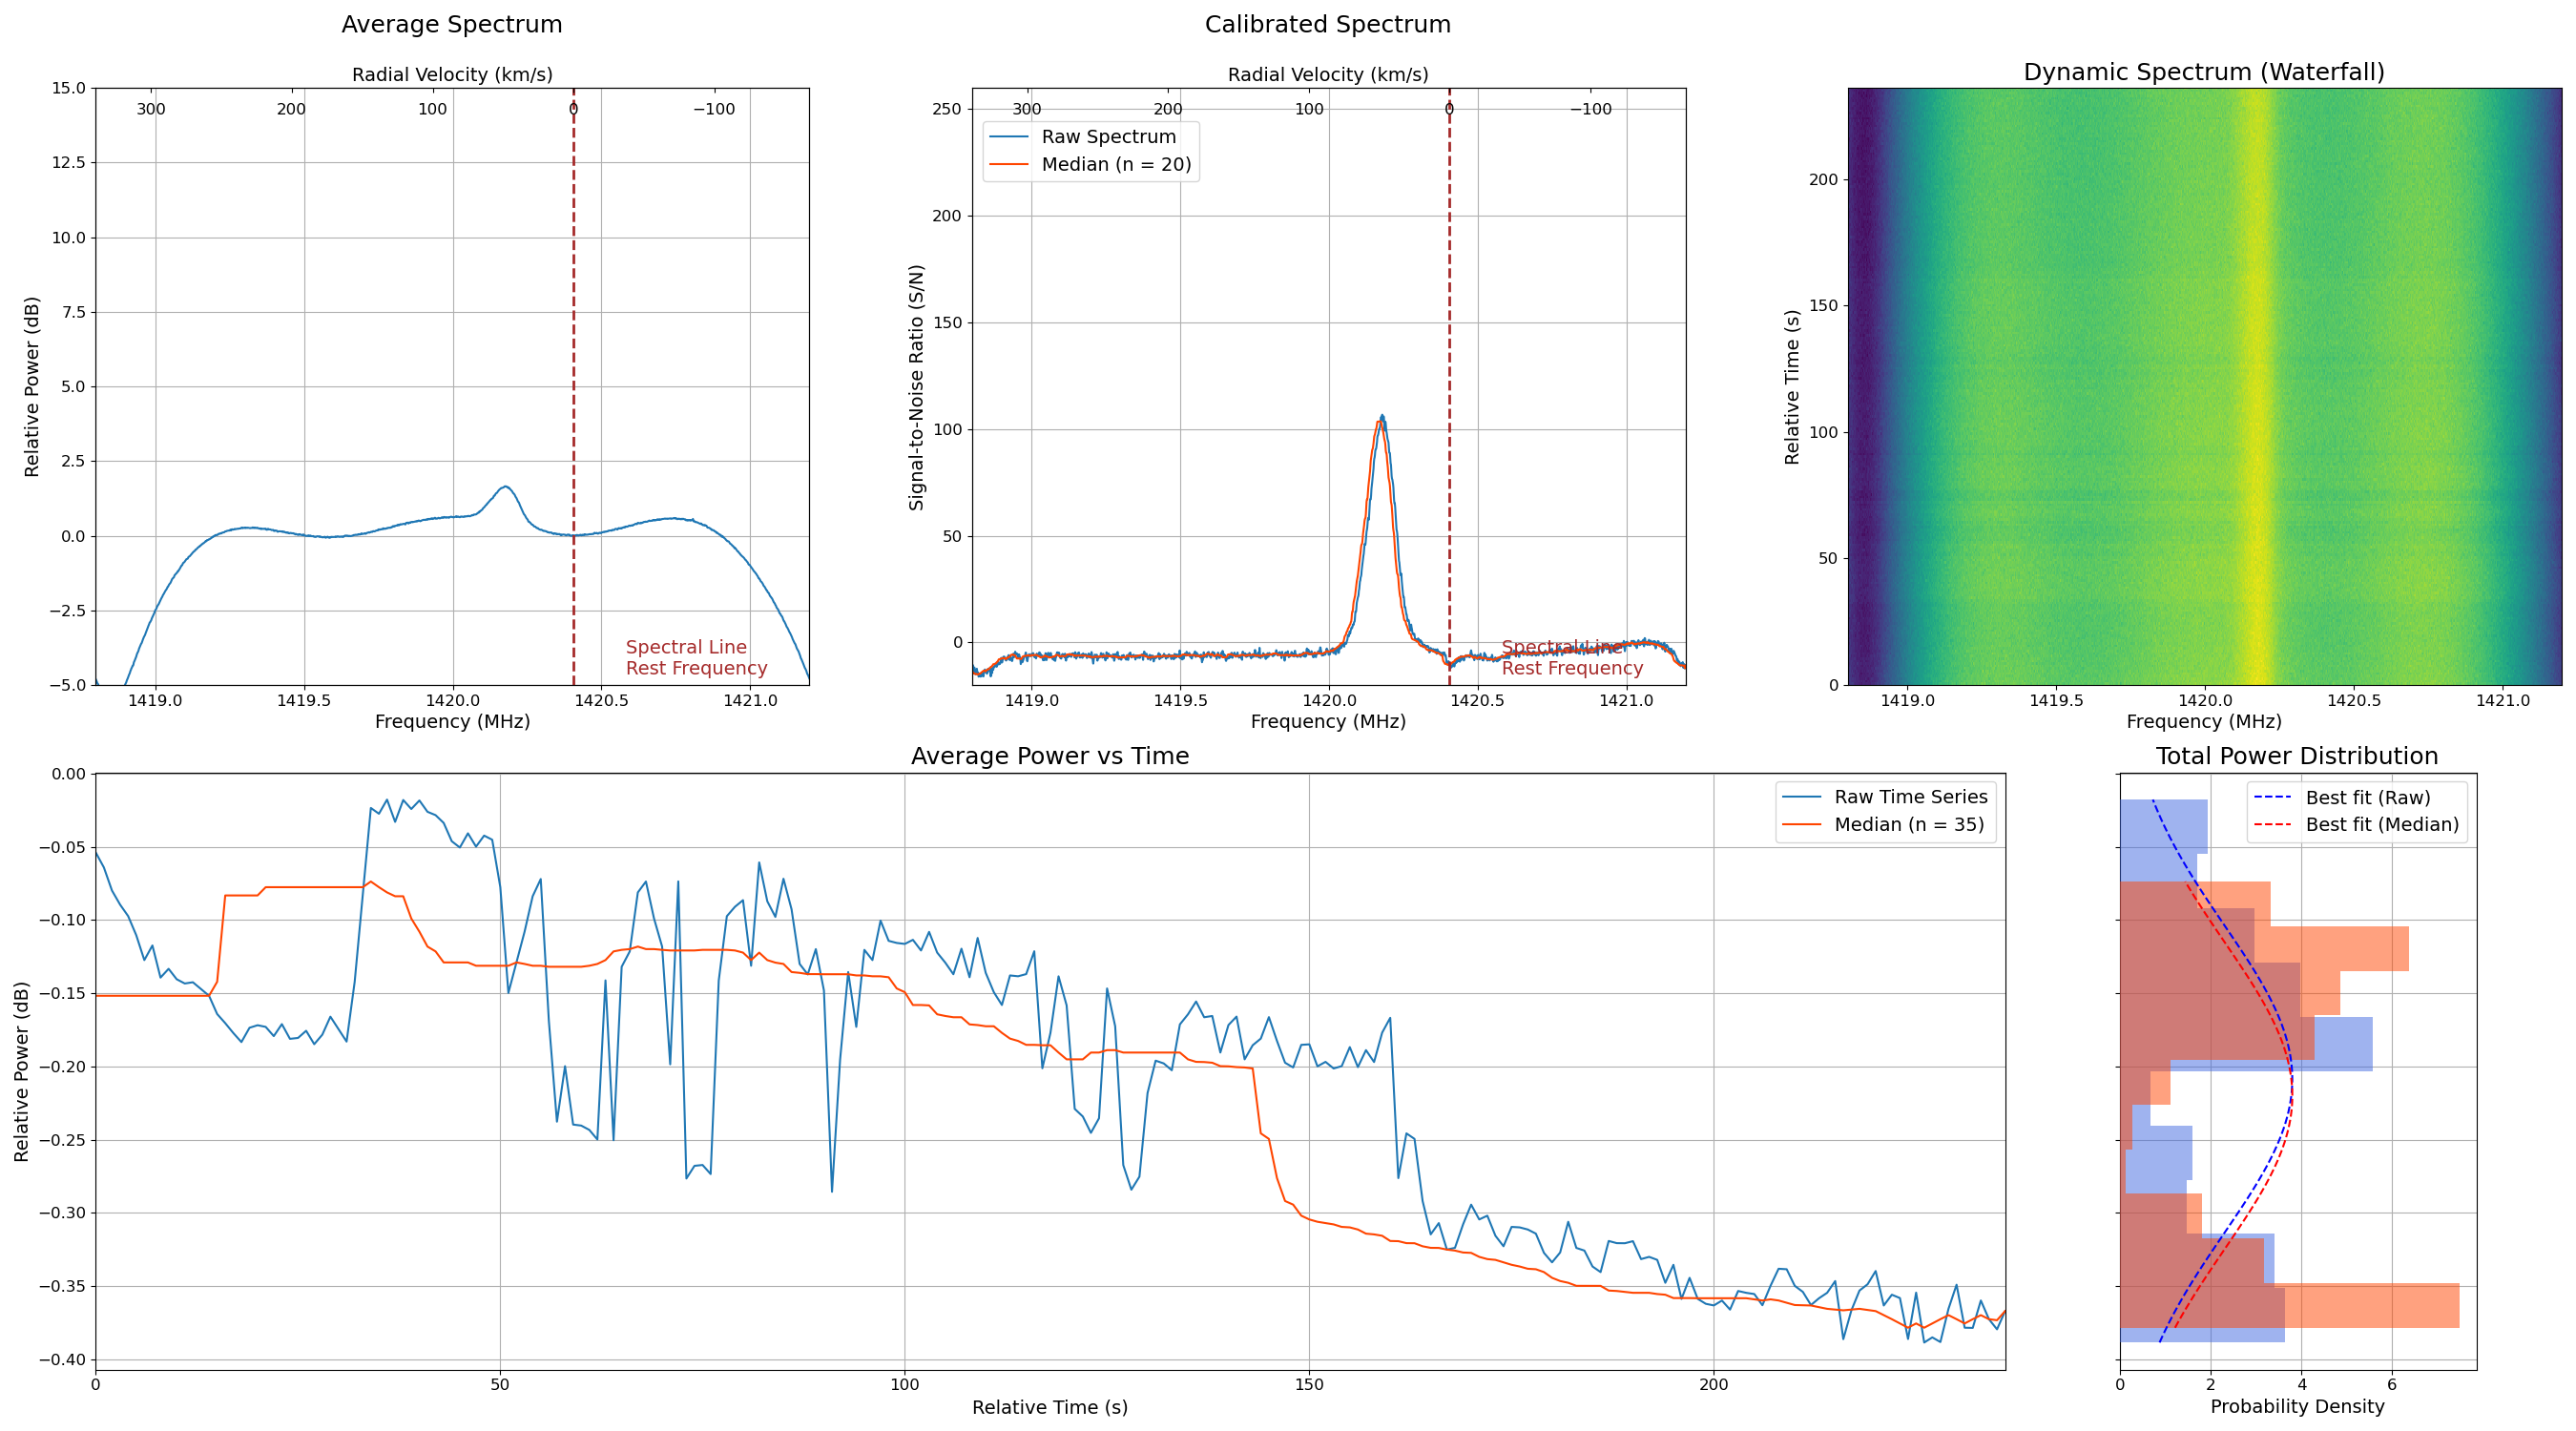 Average Spectrum
Radial Velocity (km/s)
300 200 100 0 −100
15.0
12.5
10.0
7.5
5.0
2.5
0.0
−2.5
−5.0
Relative Power (dB)
Spectral Line
Rest Frequency
1419.0 1419.5 1420.0 1420.5 1421.0
Frequency (MHz)
Calibrated Spectrum
Radial Velocity (km/s)
300 200 100 0 −100
Raw Spectrum
Median (n = 20)
250
200
150
100
50
0
Signal-to-Noise Ratio (S/N)
Spectral Line
Rest Frequency
1419.0 1419.5 1420.0 1420.5 1421.0
Frequency (MHz)
Dynamic Spectrum (Waterfall)
200
150
100
50
0
Relative Time (s)
1419.0 1419.5 1420.0 1420.5 1421.0
Frequency (MHz)
Average Power vs Time
Raw Time Series
Median (n = 35)
0.00
−0.05
−0.10
−0.15
−0.20
−0.25
−0.30
−0.35
−0.40
Relative Power (dB)
0 50 100 150 200
Relative Time (s)
Total Power Distribution
Best fit (Raw)
Best fit (Median)
0 2 4 6
Probability Density